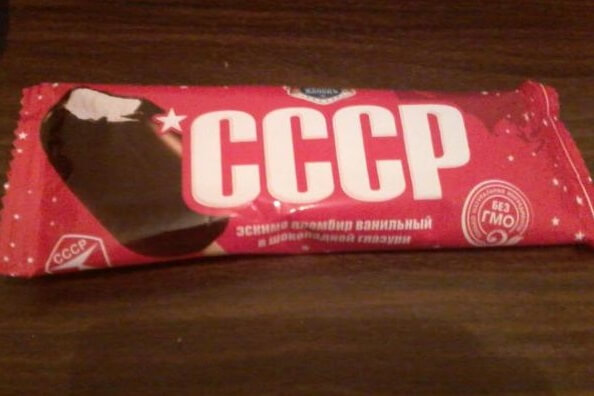 СССР
эскимо пломбир ванильный
в шоколадной глазури
СССР
БЕЗ
ГМО